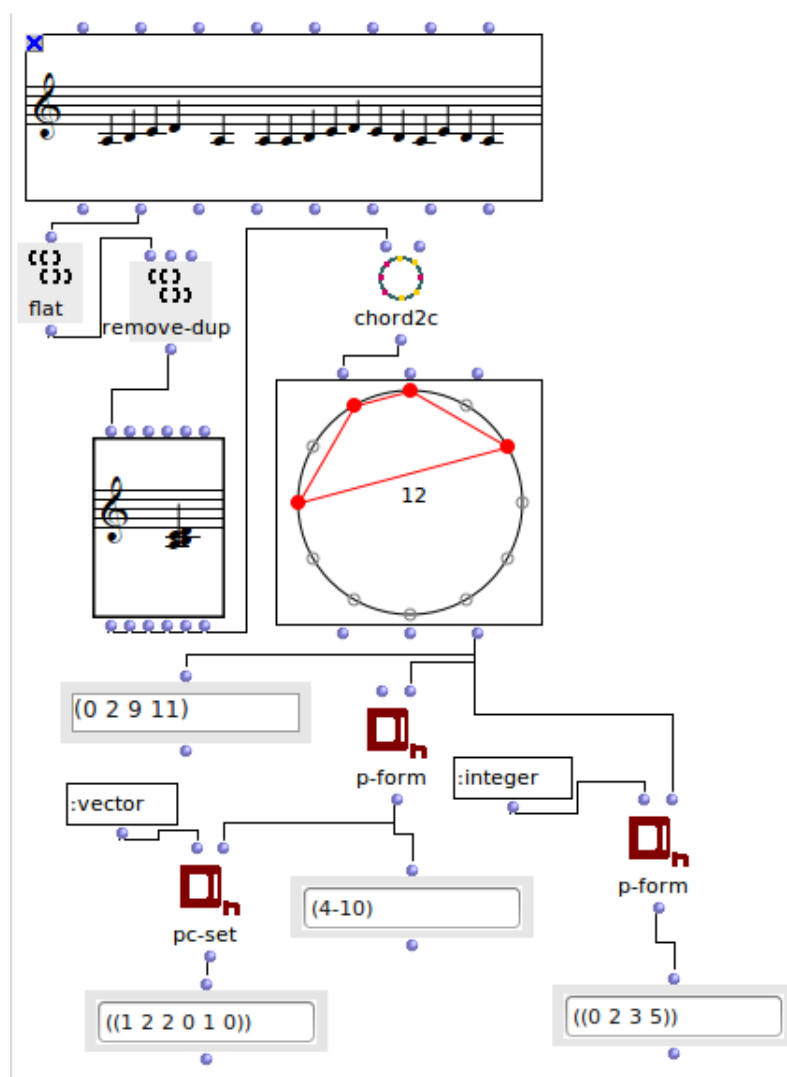 flat
remove-dup
chord2c
12
(0 2 9 11)
p-form
:integer
:vector
p-form
(4-10)
pc-set
((1 2 2 0 1 0))
((0 2 3 5))